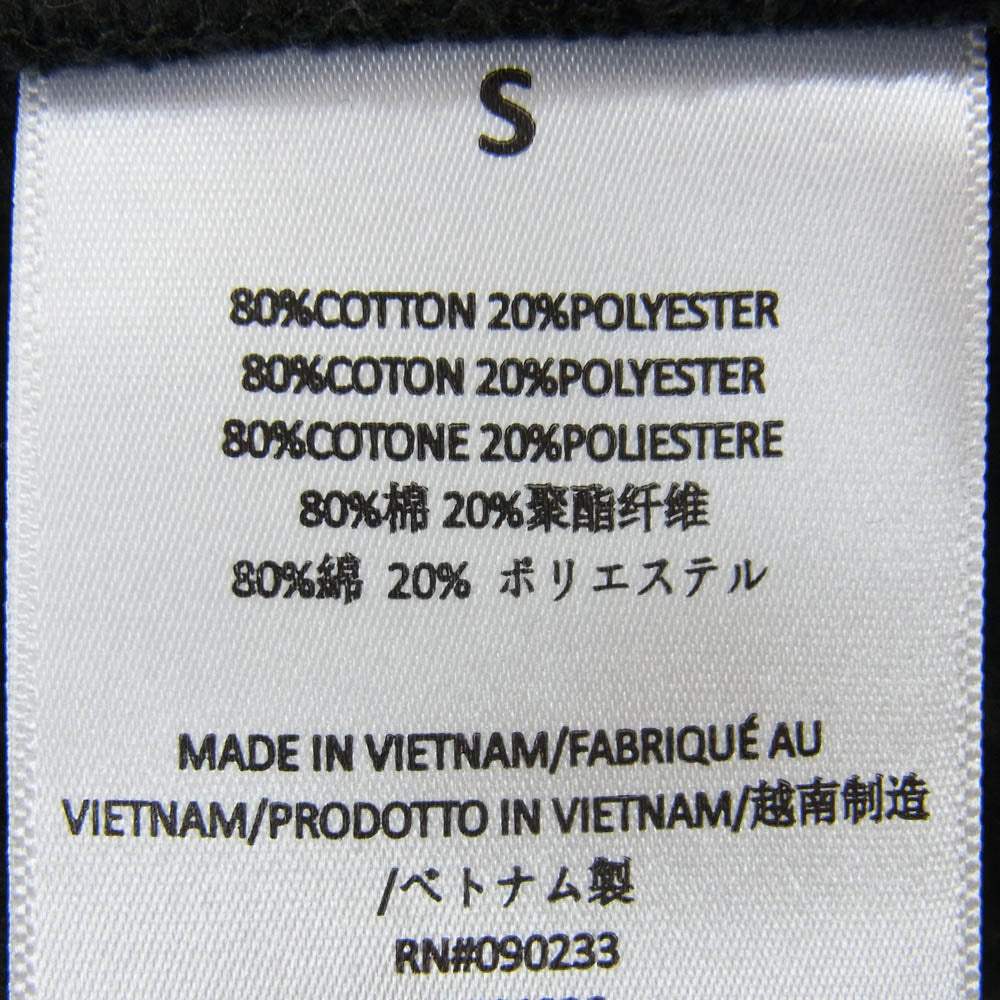 S
80%COTTON 20%POLYESTER
80%COTON 20%POLYESTER
80%COTONE 20%POLIESTERE
80%棉 20%聚酯纤维
80%綿 20% ポリエステル
MADE IN VIETNAM/FABRIQUÉ AU
VIETNAM/PRODOTTO IN VIETNAM/越南制造
/ベトナム製
RN#090233